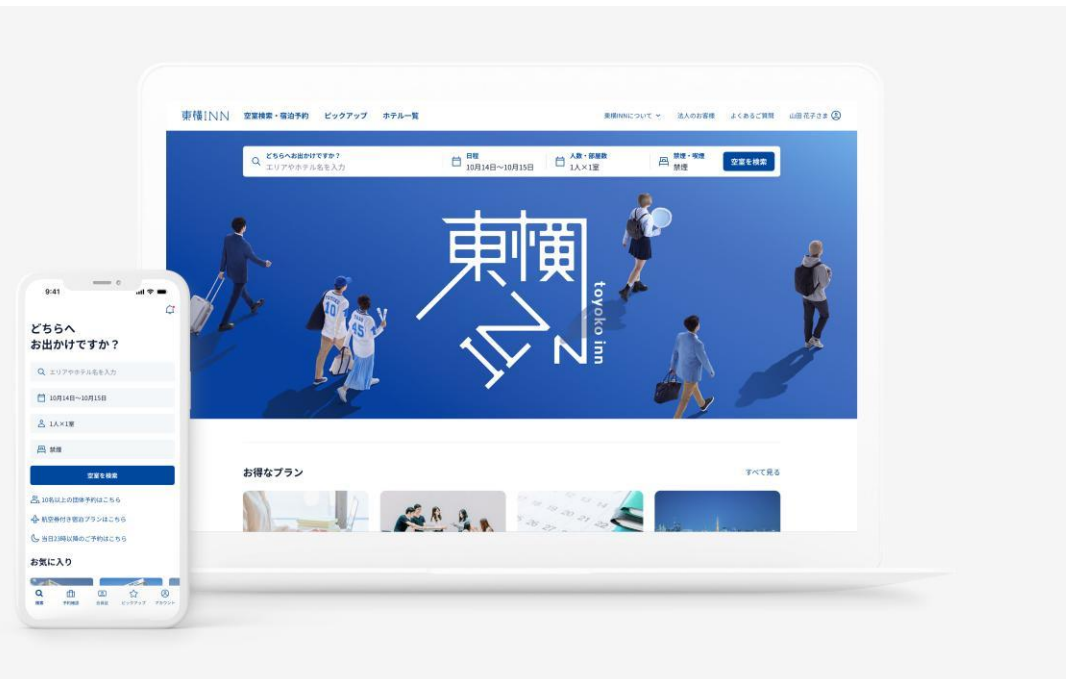 東横INN 空室検索・宿泊予約 ピックアップ ホテル一覧 東横INNについて 法人のお客様 よくあるご質問 山田 花子さま
どちらへお出かけですか? 日程 人数・部屋数 禁煙・喫煙
エリアやホテル名を入力 10月14日〜10月15日 1人×1室 禁煙 空室を検索
東横INN
toyoko inn
10
45
お得なプラン すべて見る
9:41
どちらへ
お出かけですか?
エリアやホテル名を入力
10月14日〜10月15日
1人×1室
禁煙
空室を検索
10名以上の団体予約はこちら
航空券付き宿泊プランはこちら
当日23時以降のご予約はこちら
お気に入り
検索 予約確認 会員証 ピックアップ アカウント